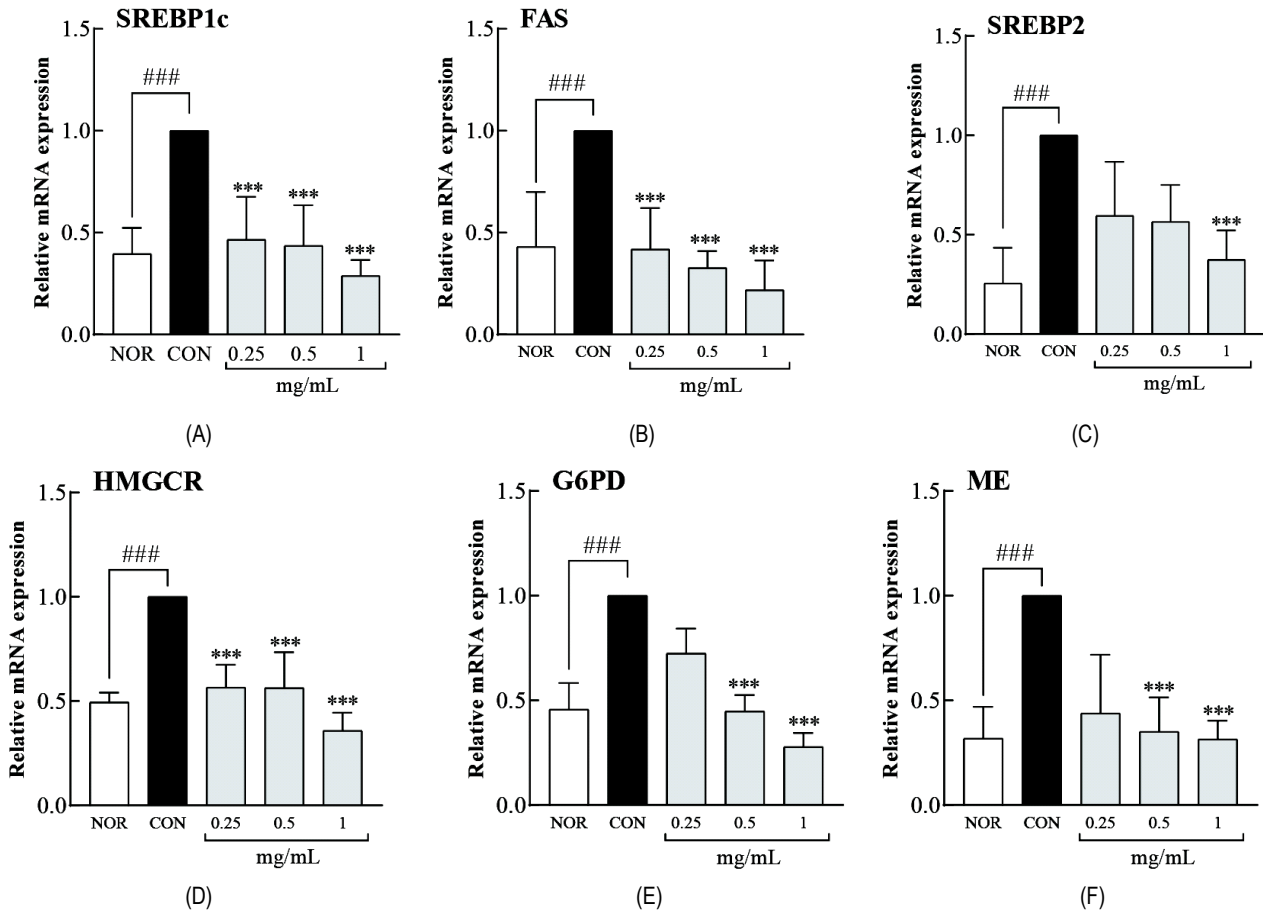 SREBP1c
1.5
1.0
0.5
0.0
Relative mRNA expression
###
***
***
***
NOR CON 0.25 0.5 1
mg/mL
(A)
FAS
1.5
1.0
0.5
0.0
Relative mRNA expression
###
***
***
***
NOR CON 0.25 0.5 1
mg/mL
(B)
SREBP2
1.5
1.0
0.5
0.0
Relative mRNA expression
###
***
NOR CON 0.25 0.5 1
mg/mL
(C)
HMGCR
1.5
1.0
0.5
0.0
Relative mRNA expression
###
***
***
***
NOR CON 0.25 0.5 1
mg/mL
(D)
G6PD
1.5
1.0
0.5
0.0
Relative mRNA expression
###
***
***
NOR CON 0.25 0.5 1
mg/mL
(E)
ME
1.5
1.0
0.5
0.0
Relative mRNA expression
###
***
***
NOR CON 0.25 0.5 1
mg/mL
(F)